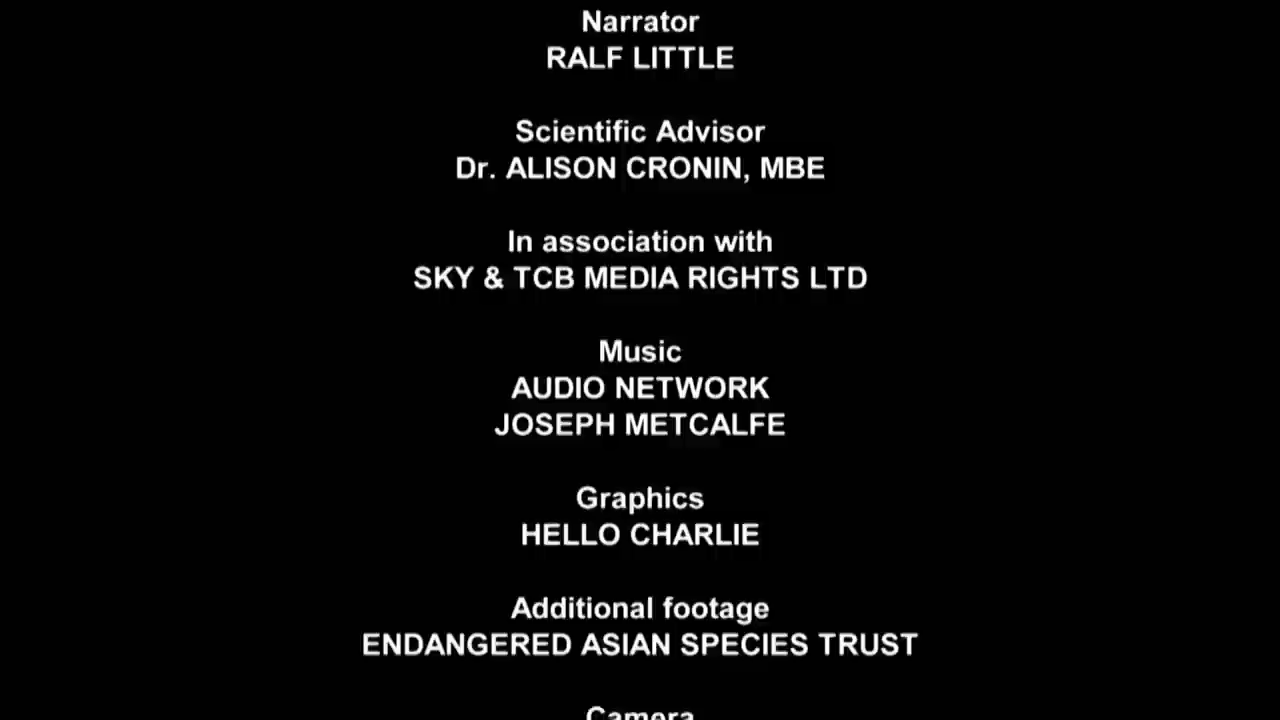 Narrator
RALF LITTLE
Scientific Advisor
Dr. ALISON CRONIN, MBE
In association with
SKY & TCB MEDIA RIGHTS LTD
Music
AUDIO NETWORK
JOSEPH METCALFE
Graphics
HELLO CHARLIE
Additional footage
ENDANGERED ASIAN SPECIES TRUST
Camera